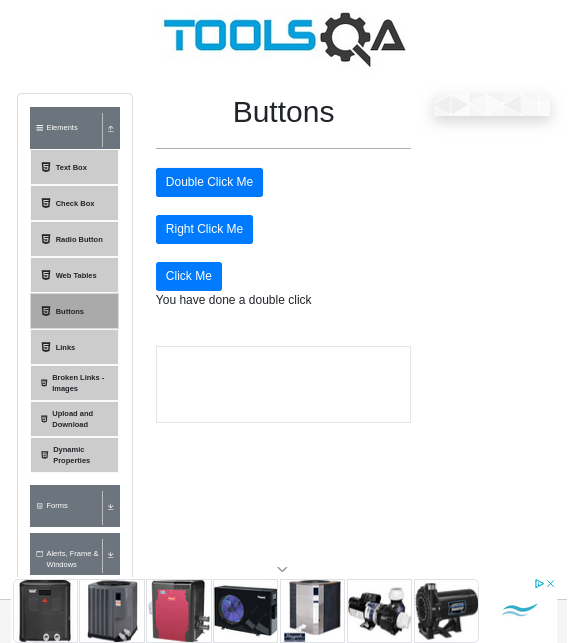 TOOLSQA
Elements
Text Box
Check Box
Radio Button
Web Tables
Buttons
Links
Broken Links -
Images
Upload and
Download
Dynamic
Properties
Forms
Alerts, Frame &
Windows
Buttons
Double Click Me
Right Click Me
Click Me
You have done a double click